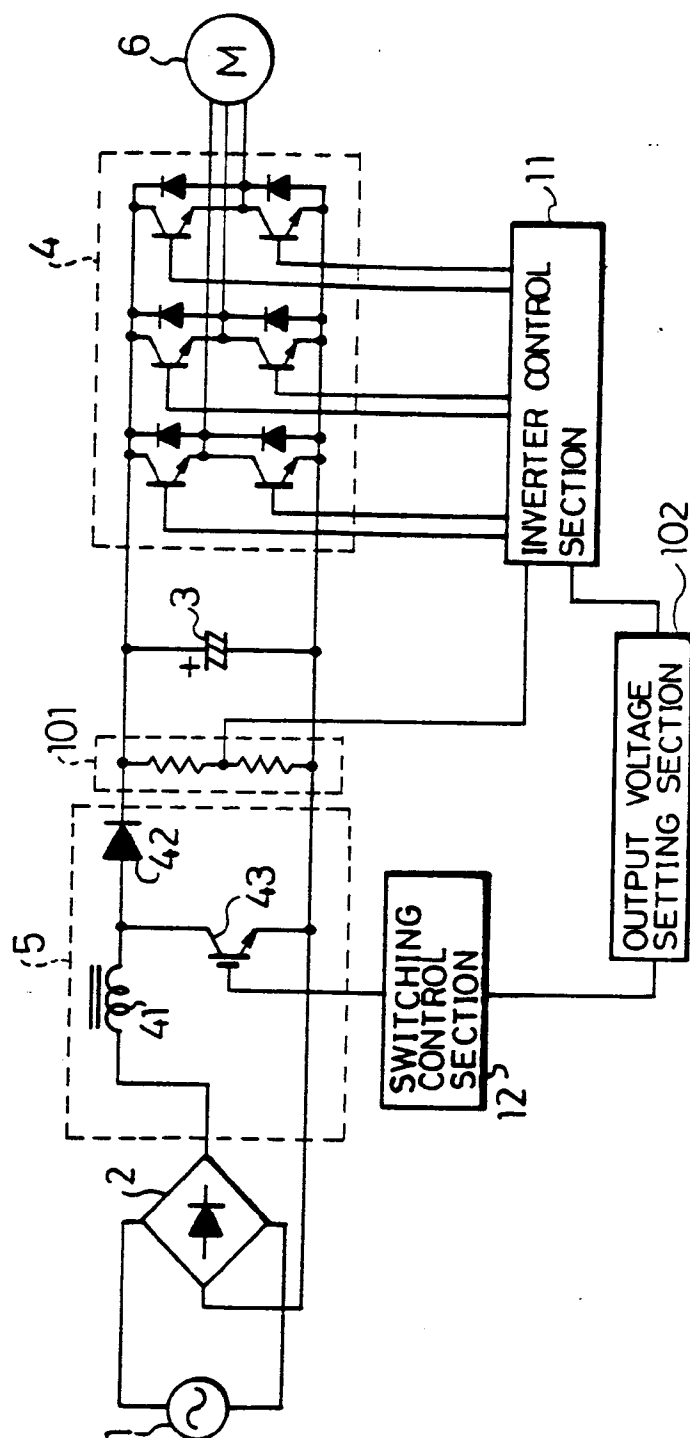 1
2
5
41
42
43
101
3
+
4
6
M
SWITCHING
CONTROL
SECTION
12
OUTPUT VOLTAGE
SETTING SECTION
102
INVERTER CONTROL
SECTION
11